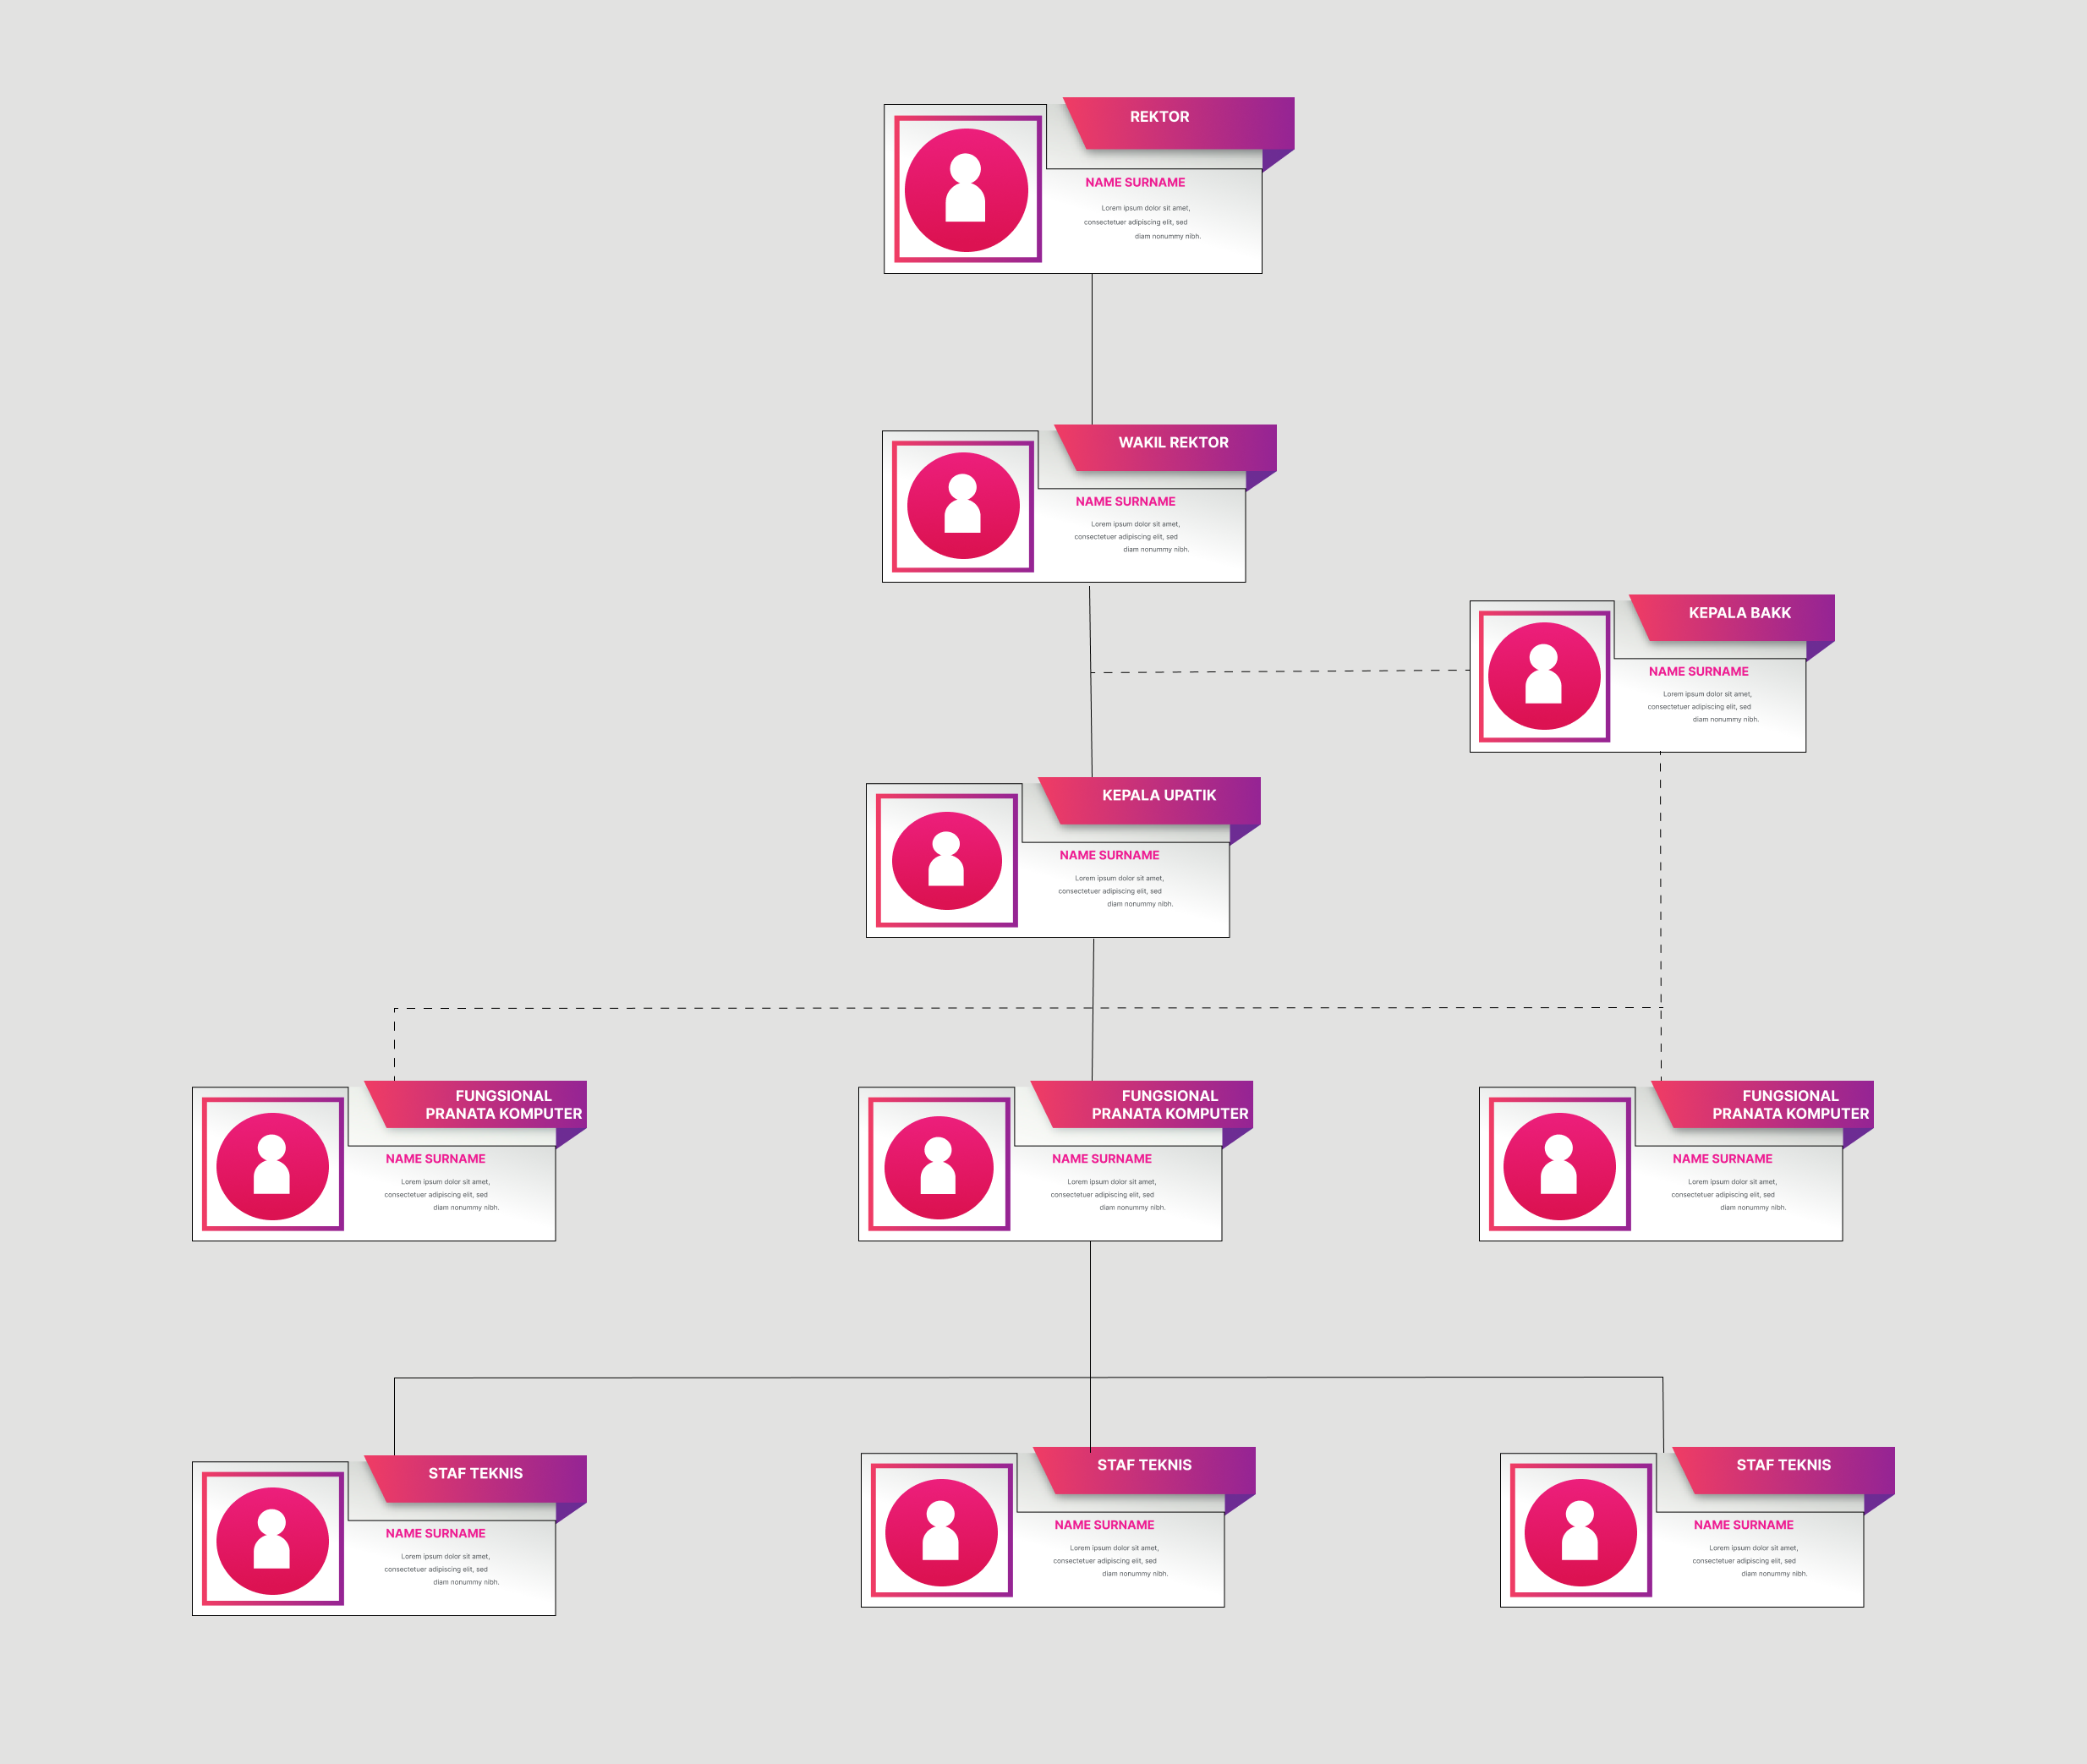 REKTOR
NAME SURNAME
Lorem ipsum dolor sit amet,
consectetuer adipiscing elit, sed
diam nonummy nibh.
WAKIL REKTOR
NAME SURNAME
Lorem ipsum dolor sit amet,
consectetuer adipiscing elit, sed
diam nonummy nibh.
KEPALA BAKK
NAME SURNAME
Lorem ipsum dolor sit amet,
consectetuer adipiscing elit, sed
diam nonummy nibh.
KEPALA UPATIK
NAME SURNAME
Lorem ipsum dolor sit amet,
consectetuer adipiscing elit, sed
diam nonummy nibh.
FUNGSIONAL
PRANATA KOMPUTER
NAME SURNAME
Lorem ipsum dolor sit amet,
consectetuer adipiscing elit, sed
diam nonummy nibh.
FUNGSIONAL
PRANATA KOMPUTER
NAME SURNAME
Lorem ipsum dolor sit amet,
consectetuer adipiscing elit, sed
diam nonummy nibh.
FUNGSIONAL
PRANATA KOMPUTER
NAME SURNAME
Lorem ipsum dolor sit amet,
consectetuer adipiscing elit, sed
diam nonummy nibh.
STAF TEKNIS
NAME SURNAME
Lorem ipsum dolor sit amet,
consectetuer adipiscing elit, sed
diam nonummy nibh.
STAF TEKNIS
NAME SURNAME
Lorem ipsum dolor sit amet,
consectetuer adipiscing elit, sed
diam nonummy nibh.
STAF TEKNIS
NAME SURNAME
Lorem ipsum dolor sit amet,
consectetuer adipiscing elit, sed
diam nonummy nibh.